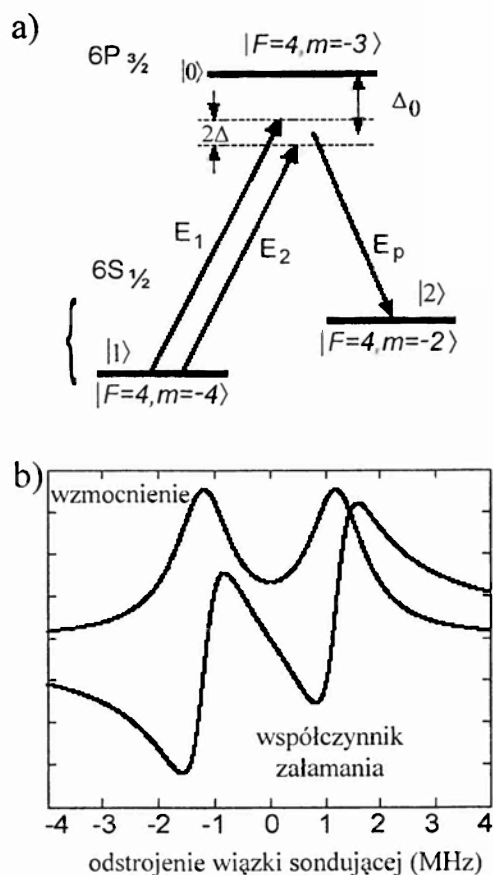 a)
6P 3/2
|0⟩
|F=4,m=-3⟩
Δ0
2Δ
E1
E2
Ep
6S 1/2
|1⟩
|2⟩
|F=4,m=-4⟩
|F=4,m=-2⟩
b)
wzmocnienie
współczynnik
załamania
-4 -3 -2 -1 0 1 2 3 4
odstrojenie wiązki sondującej (MHz)